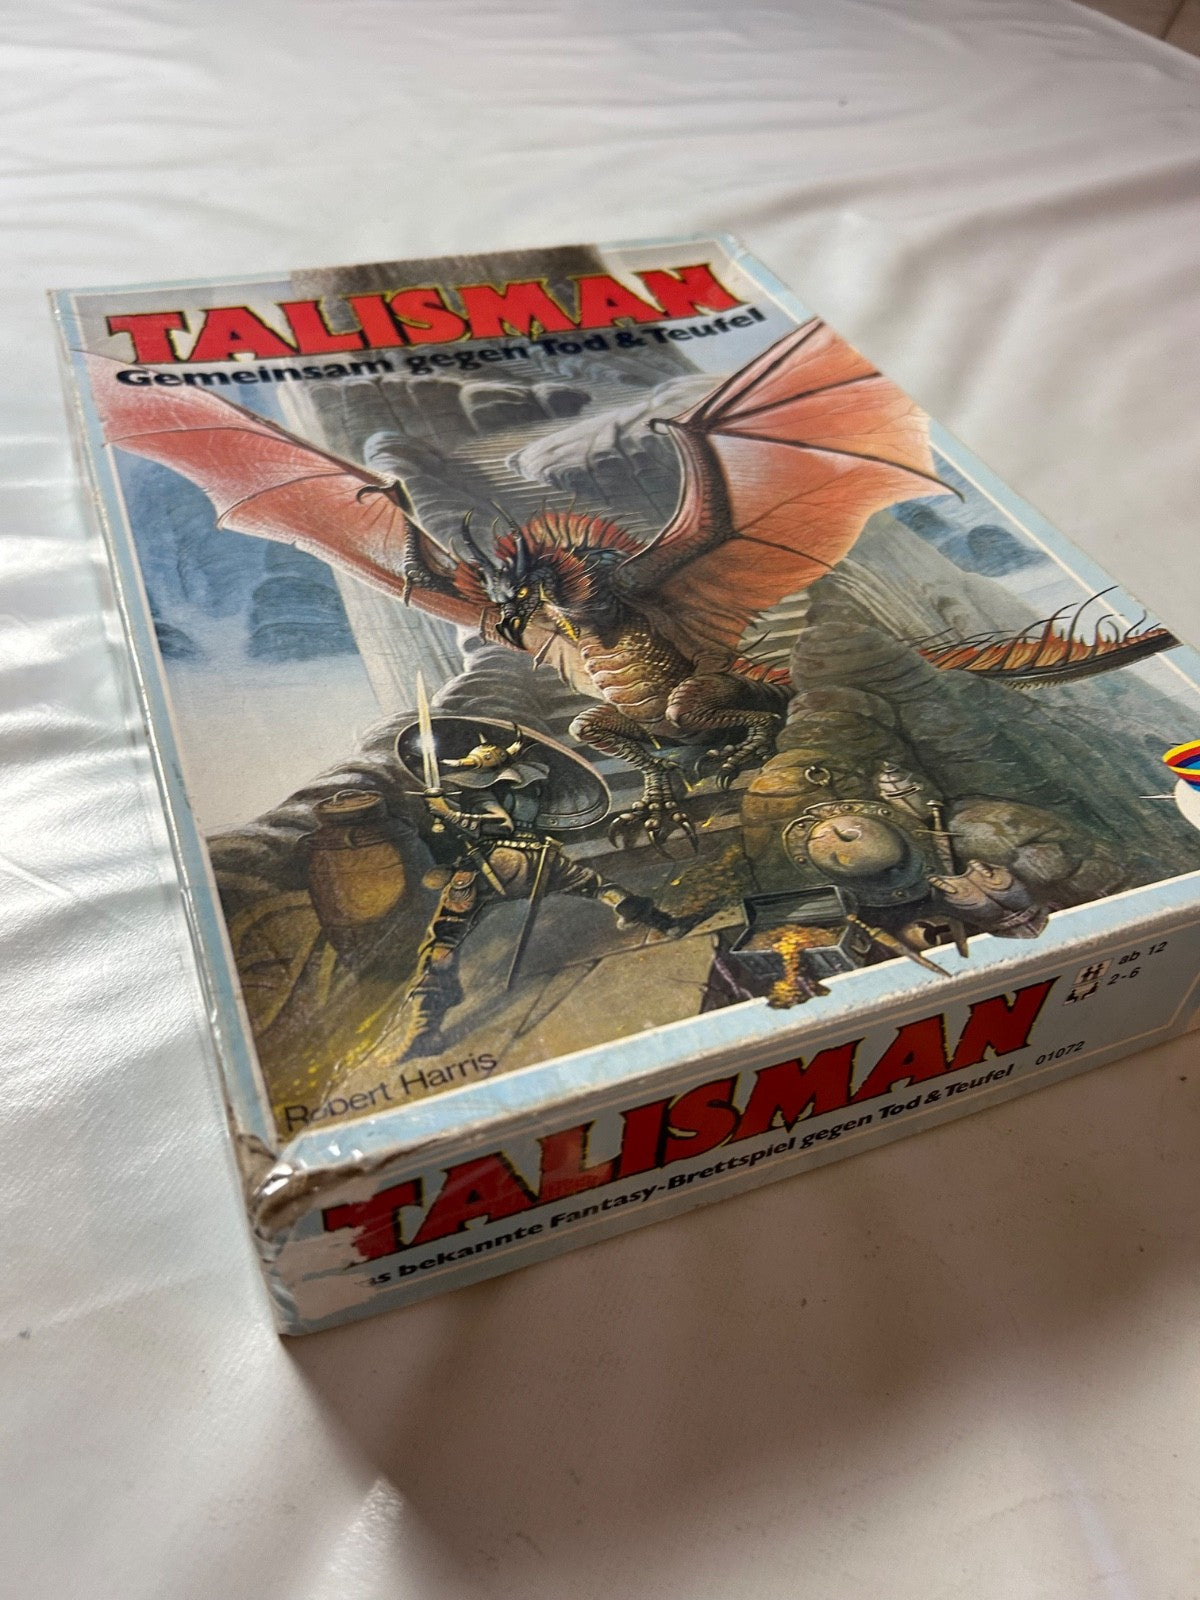 TALISMAN
Gemeinsam gegen Tod & Teufel
Robert Harris
TALISMAN
bekannte Fantasy-Brettspiel gegen Tod & Teufel
01072
ab 12
2-6